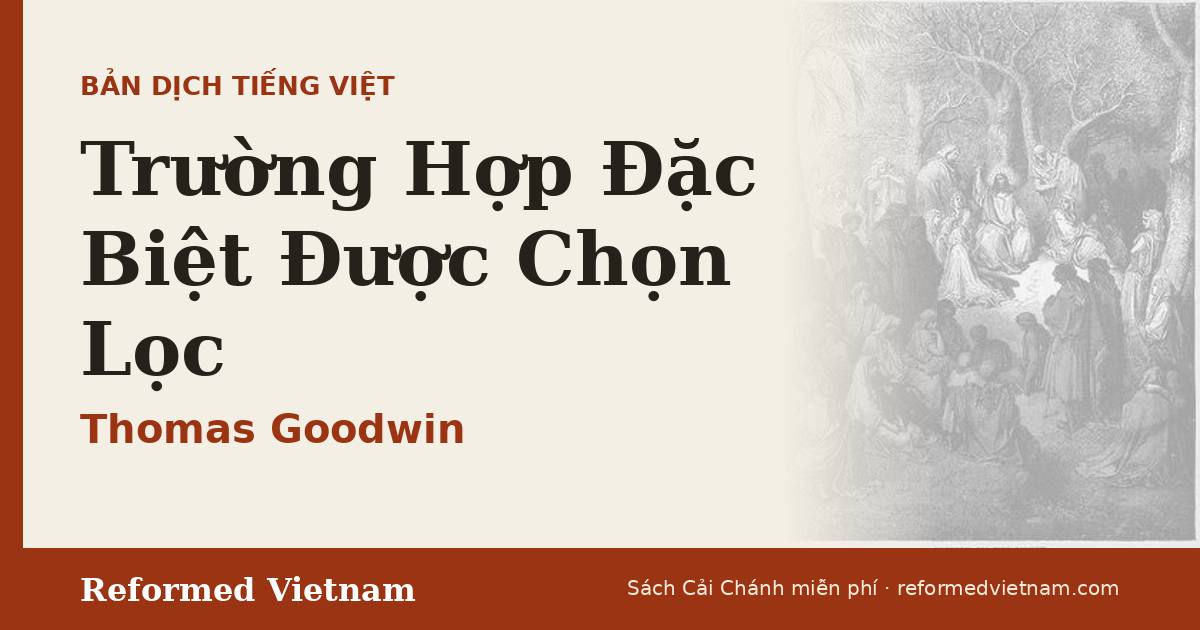 BẢN DỊCH TIẾNG VIỆT
Trường Hợp Đặc
Biệt Được Chọn
Lọc
Thomas Goodwin
Reformed Vietnam
Sách Cải Chánh miễn phí · reformedvietnam.com